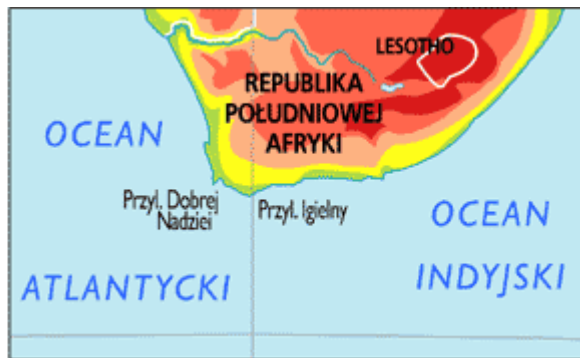 LESOTHO
REPUBLIKA
POŁUDNIOWEJ
AFRYKI
OCEAN
ATLANTYCKI
Przyl. Dobrej
Nadziei
Przyl. Igielny
OCEAN
INDYJSKI